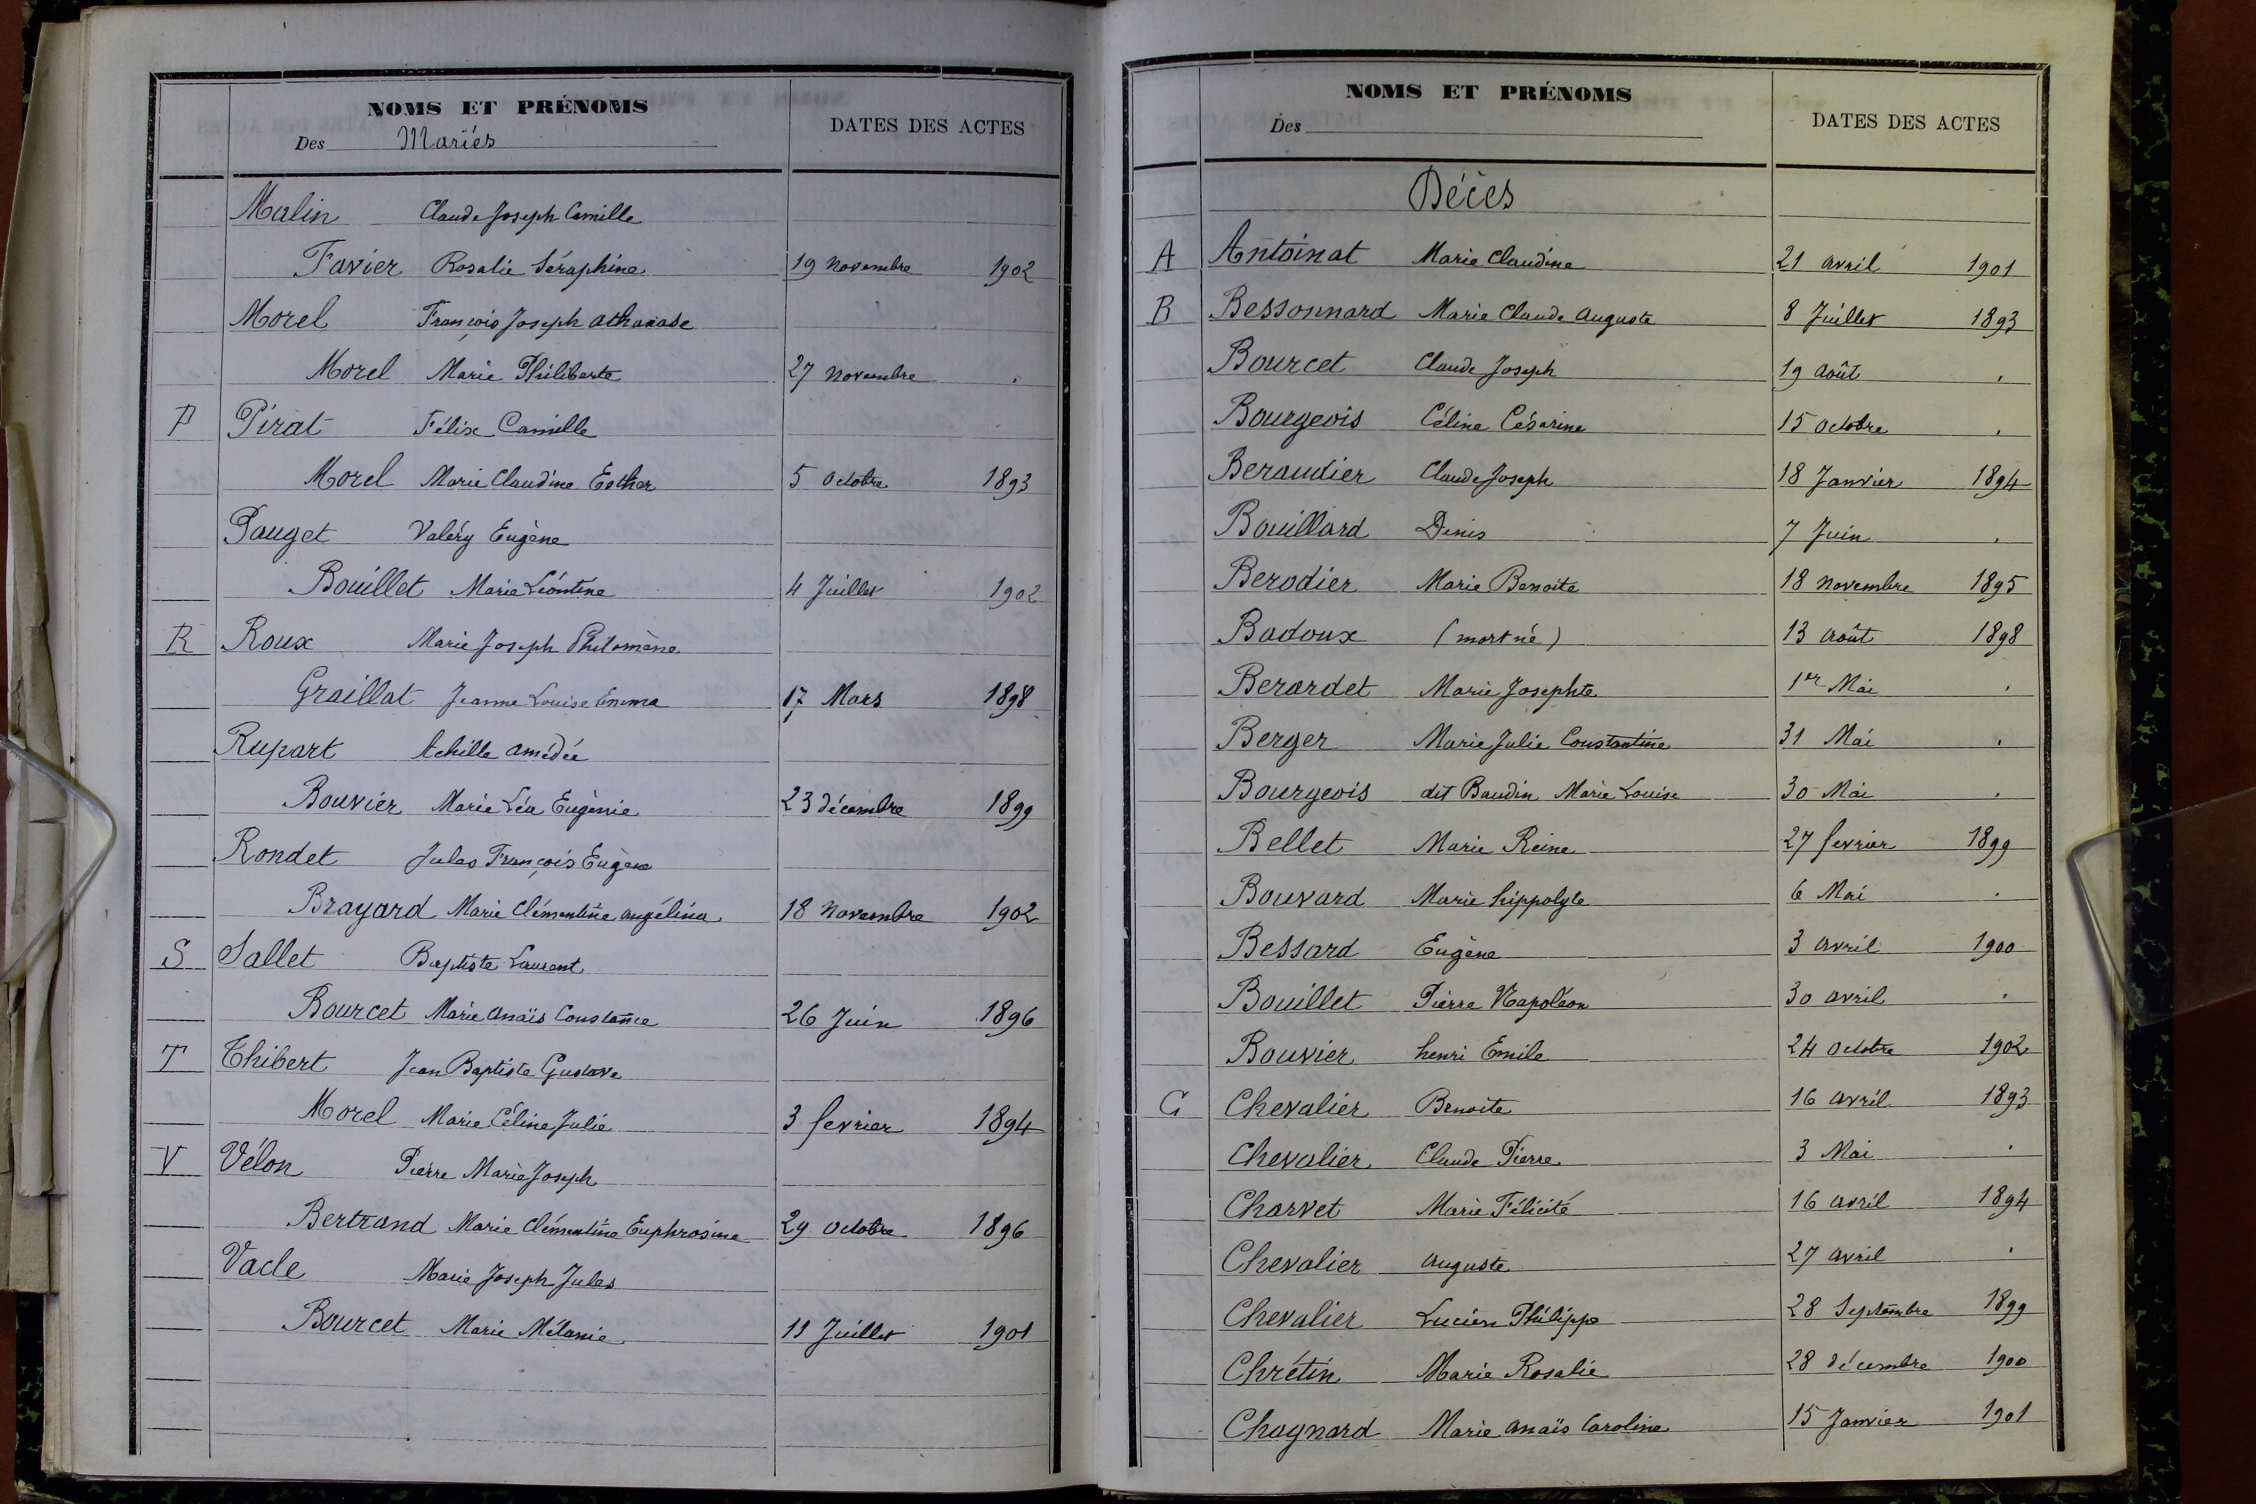 NOMS ET PRÉNOMS
Des Mariés
DATES DES ACTES
Malin Claude Joseph Camille
Favier Rosalie Séraphine 19 novembre 1902
Morel François Joseph Athanase
Morel Marie Philiberte 27 novembre .
P Pirat Félix Camille
Morel Marie Claudine Esther 5 octobre 1893
Pauget Valéry Eugène
Bouillet Marie Léontine 4 Juillet 1902
R Roux Marie Joseph Philomène
Graillat Jeanne Louise Emma 17 Mars 1898
Rupart Achille Amédée
Bouvier Marie Léa Eugènie 23 décembre 1899
Rondet Jules François Eugène
Brayard Marie Clémentine angélina 18 novembre 1902
S Sallet Baptiste Laurent
Bourcet Marie Anaïs Constance 26 Juin 1896
T Thibert Jean Baptiste Gustave
Morel Marie Céline Julie 3 fevrier 1894
V Vélon Pierre Marie Joseph
Bertrand Marie Clémentine Euphrosine 29 octobre 1896
Vacle Marie Joseph Jules
Bourcet Marie Mélanie 11 Juillet 1901
NOMS ET PRÉNOMS
Des
DATES DES ACTES
Décès
A Antoinat Marie Claudine 21 avril 1901
B Bessonnard Marie Claude Auguste 8 Juillet 1893
Bourcet Claude Joseph 19 Août .
Bourgeois Céline Césarine 15 octobre .
Beraudier Claude Joseph 18 Janvier 1894
Bouillard Denis 7 Juin .
Berodier Marie Benoite 18 novembre 1895
Badoux (mort né) 13 août 1898
Berardet Marie Josephte 1er Mai .
Berger Marie Julie Constantine 31 Mai .
Bourgeois dit Baudin Marie Louise 30 Mai .
Bellet Marie Reine 27 fevrier 1899
Bouvard Marie hippolyte 6 Mai .
Bessard Eugène 3 avril 1900
Bouillet Pierre Napoléon 30 avril .
Bouvier henri Emile 24 octobre 1902
C Chevalier Benoite 16 avril 1893
Chevalier Claude Pierre 3 Mai .
Charvet Marie Félicité 16 avril 1894
Chevalier Auguste 27 avril .
Chevalier Lucien Philippe 28 Septembre 1899
Chrétin Marie Rosalie 28 décembre 1900
Chagnard Marie Anaïs Caroline 15 Janvier 1901